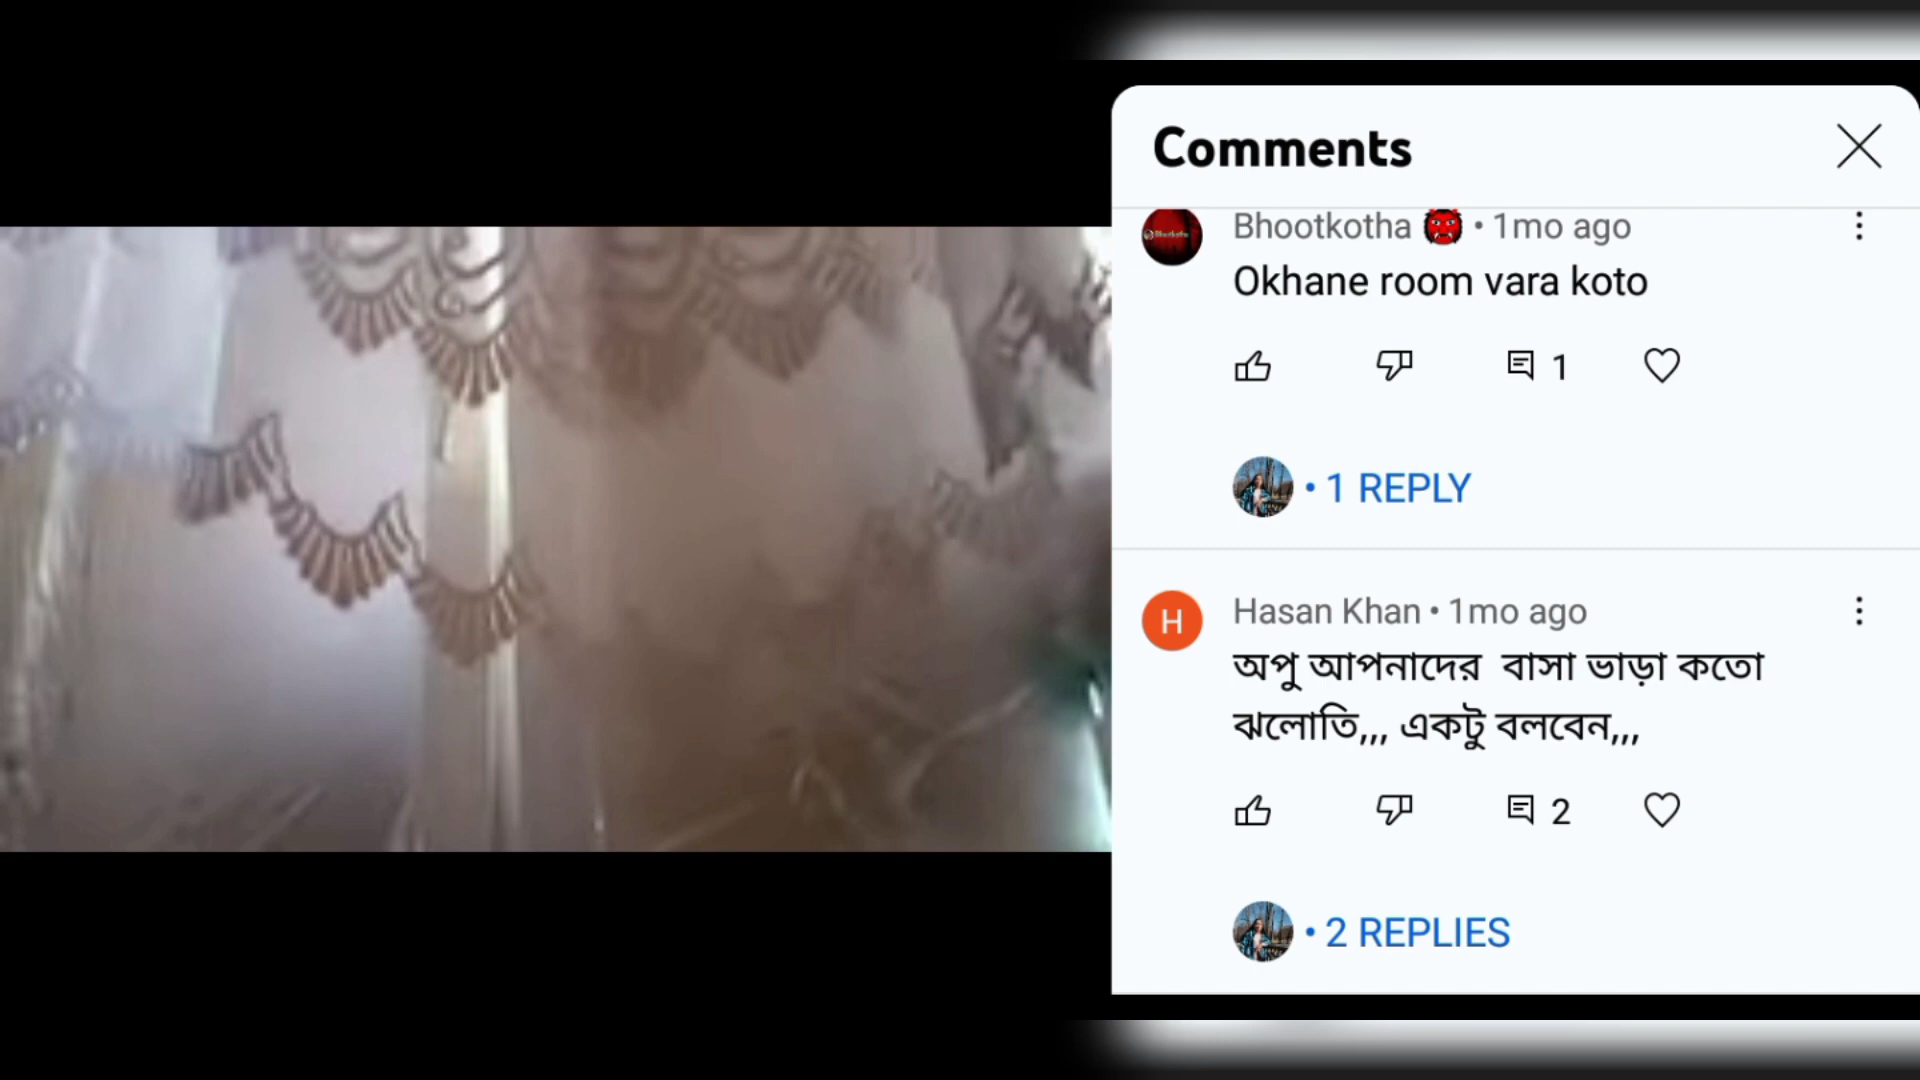 Comments
Bhootkotha 👹 • 1mo ago
Okhane room vara koto
1
• 1 REPLY
H
Hasan Khan • 1mo ago
অপু আপনাদের বাসা ভাড়া কতো
ঝলোতি,,, একটু বলবেন,,,
2
• 2 REPLIES